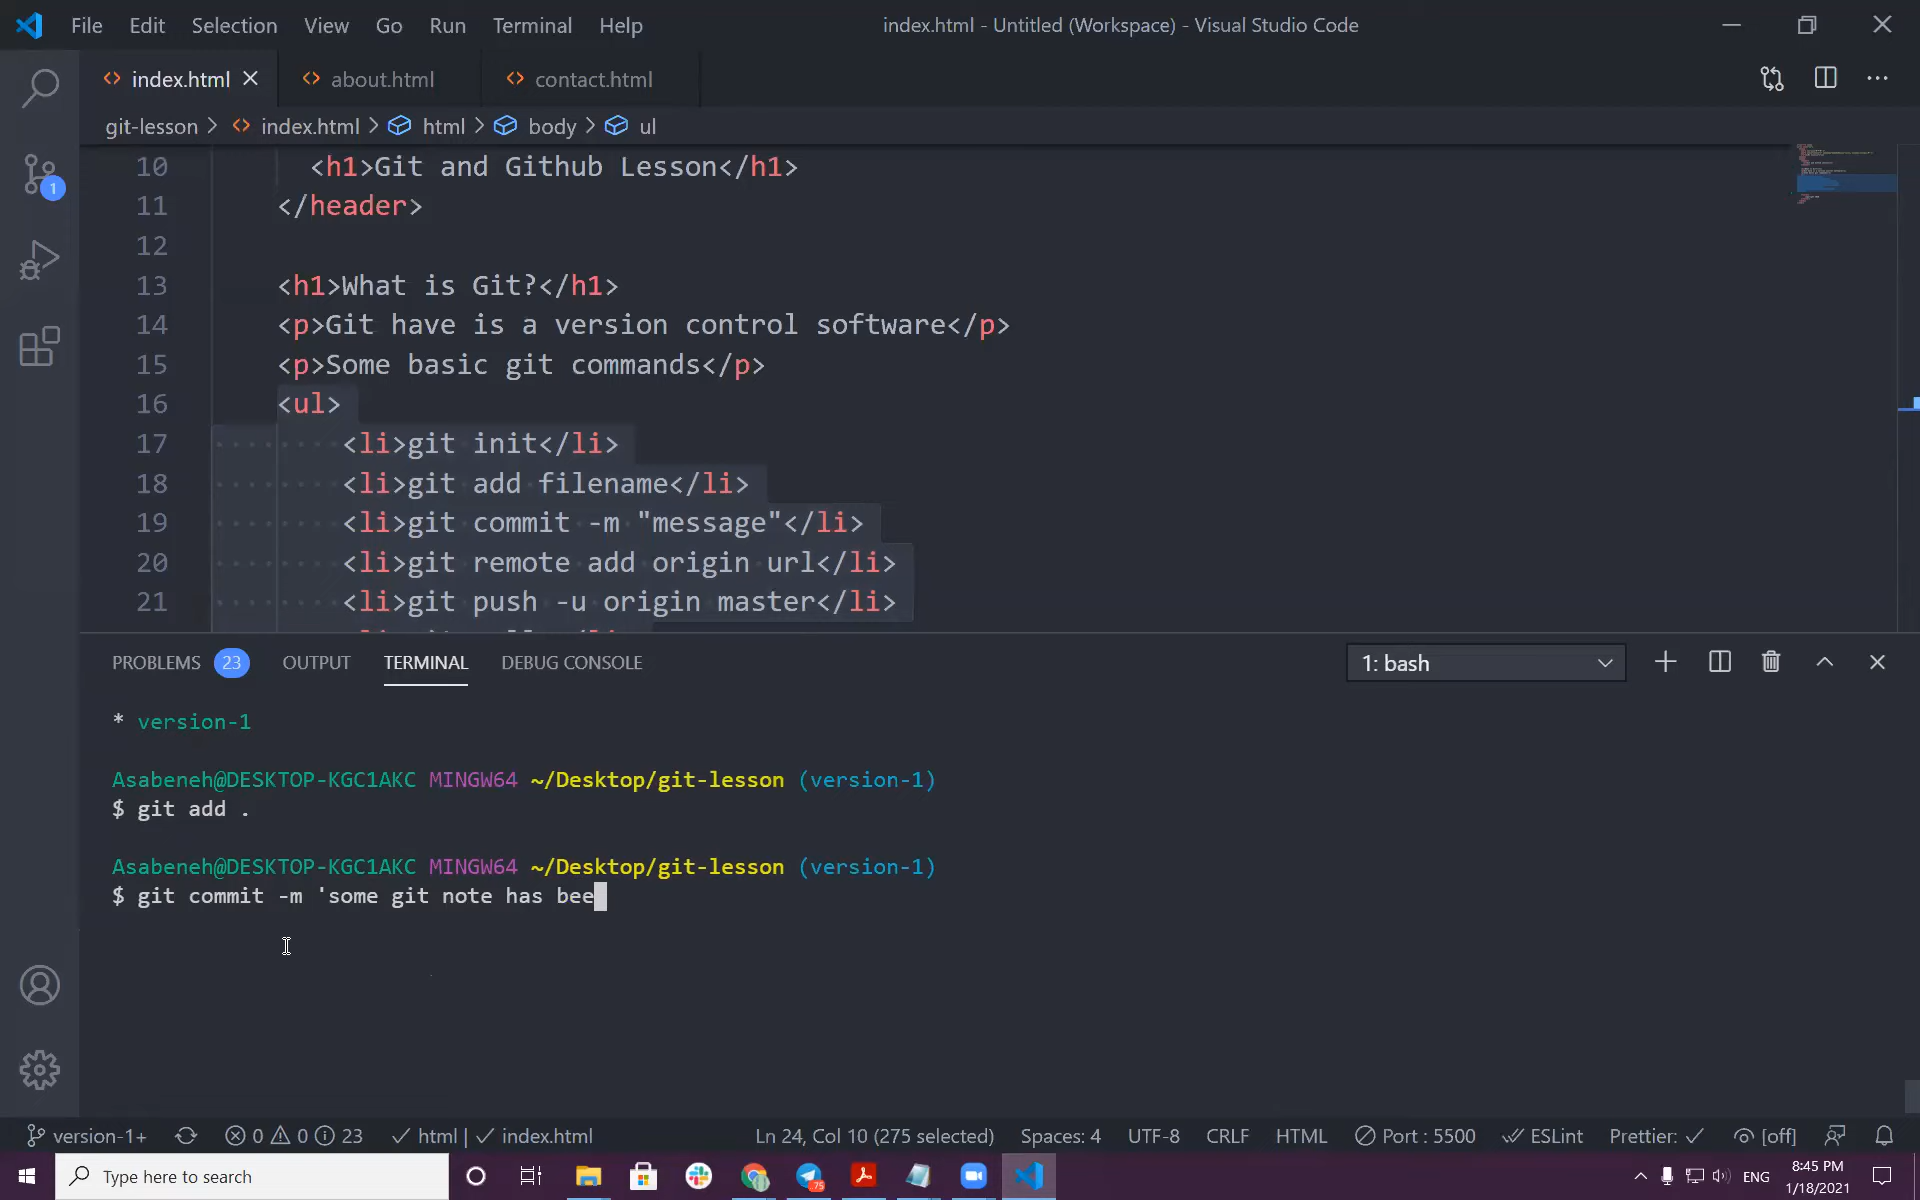 File Edit Selection View Go Run Terminal Help index.html - Untitled (Workspace) - Visual Studio Code
index.html about.html contact.html
git-lesson > index.html > html > body > ul
1
10 <h1>Git and Github Lesson</h1>
11 </header>
12
13 <h1>What is Git?</h1>
14 <p>Git have is a version control software</p>
15 <p>Some basic git commands</p>
16 <ul>
17 <li>git init</li>
18 <li>git add filename</li>
19 <li>git commit -m "message"</li>
20 <li>git remote add origin url</li>
21 <li>git push -u origin master</li>
PROBLEMS 23 OUTPUT TERMINAL DEBUG CONSOLE 1: bash
* version-1
Asabeneh@DESKTOP-KGC1AKC MINGW64 ~/Desktop/git-lesson (version-1)
$ git add .
Asabeneh@DESKTOP-KGC1AKC MINGW64 ~/Desktop/git-lesson (version-1)
$ git commit -m 'some git note has bee
version-1+ 0 0 23 html | index.html Ln 24, Col 10 (275 selected) Spaces: 4 UTF-8 CRLF HTML Port : 5500 ESLint Prettier: [off]
Type here to search 75 ENG 8:45 PM
1/18/2021